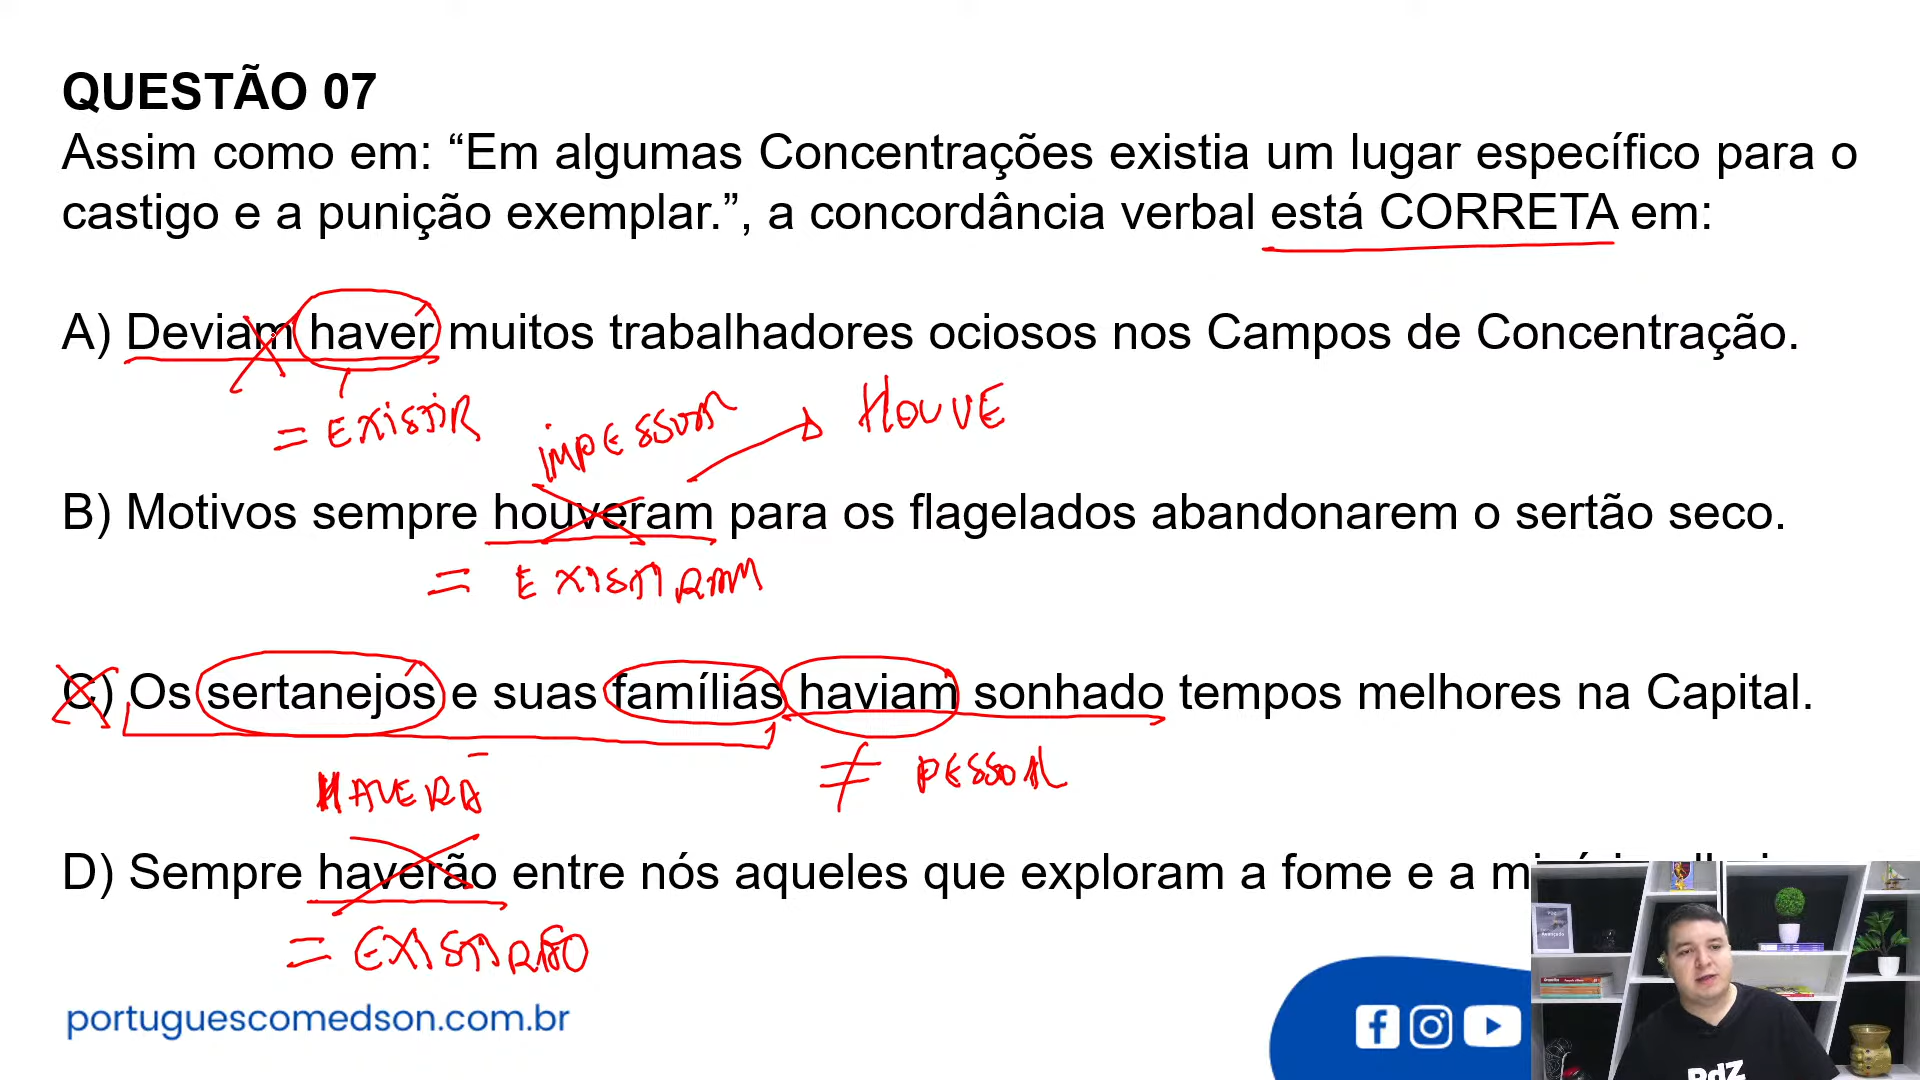 QUESTÃO 07
Assim como em: “Em algumas Concentrações existia um lugar específico para o
castigo e a punição exemplar.”, a concordância verbal está CORRETA em:
A) Deviam haver muitos trabalhadores ociosos nos Campos de Concentração.
= EXISTIR
IMPESSOAL
HOUVE
B) Motivos sempre houveram para os flagelados abandonarem o sertão seco.
= EXISTIRAM
C) Os sertanejos e suas famílias haviam sonhado tempos melhores na Capital.
HAVERÁ
≠ PESSOAL
D) Sempre haverão entre nós aqueles que exploram a fome e a
= EXISTIRÃO
portuguescomedson.com.br
PdZ